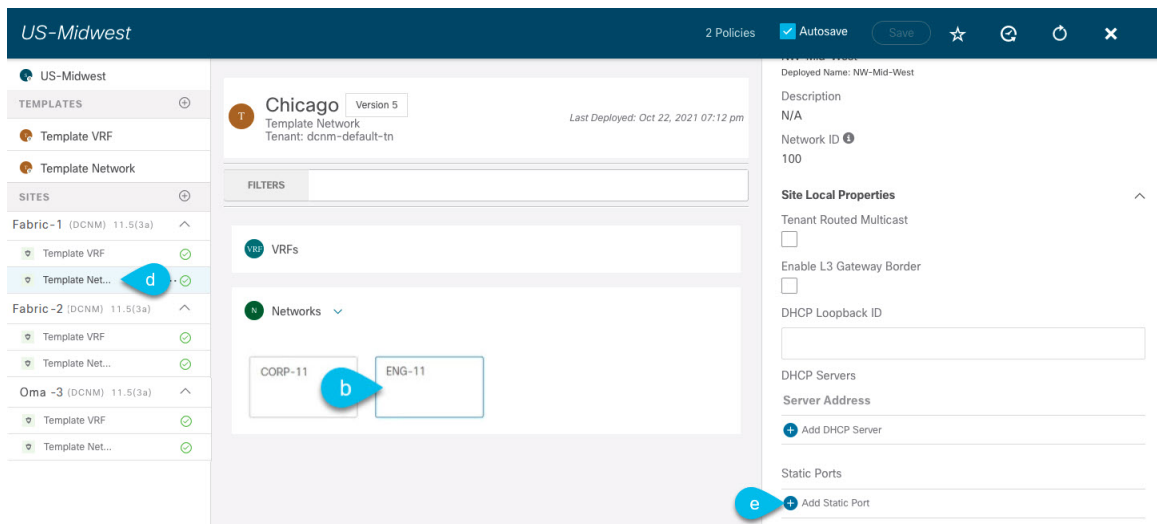 US-Midwest
2 Policies
Autosave
Save
US-Midwest
TEMPLATES
Template VRF
Template Network
SITES
Fabric-1 (DCNM) 11.5(3a)
Template VRF
Template Net...
d
Fabric-2 (DCNM) 11.5(3a)
Template VRF
Template Net...
Oma -3 (DCNM) 11.5(3a)
Template VRF
Template Net...
T
Chicago
Version 5
Template Network
Tenant: dcnm-default-tn
Last Deployed: Oct 22, 2021 07:12 pm
FILTERS
VRF VRFs
N Networks
CORP-11
b
ENG-11
NW-Mid-West
Deployed Name: NW-Mid-West
Description
N/A
Network ID
100
Site Local Properties
Tenant Routed Multicast
Enable L3 Gateway Border
DHCP Loopback ID
DHCP Servers
Server Address
Add DHCP Server
Static Ports
e
Add Static Port